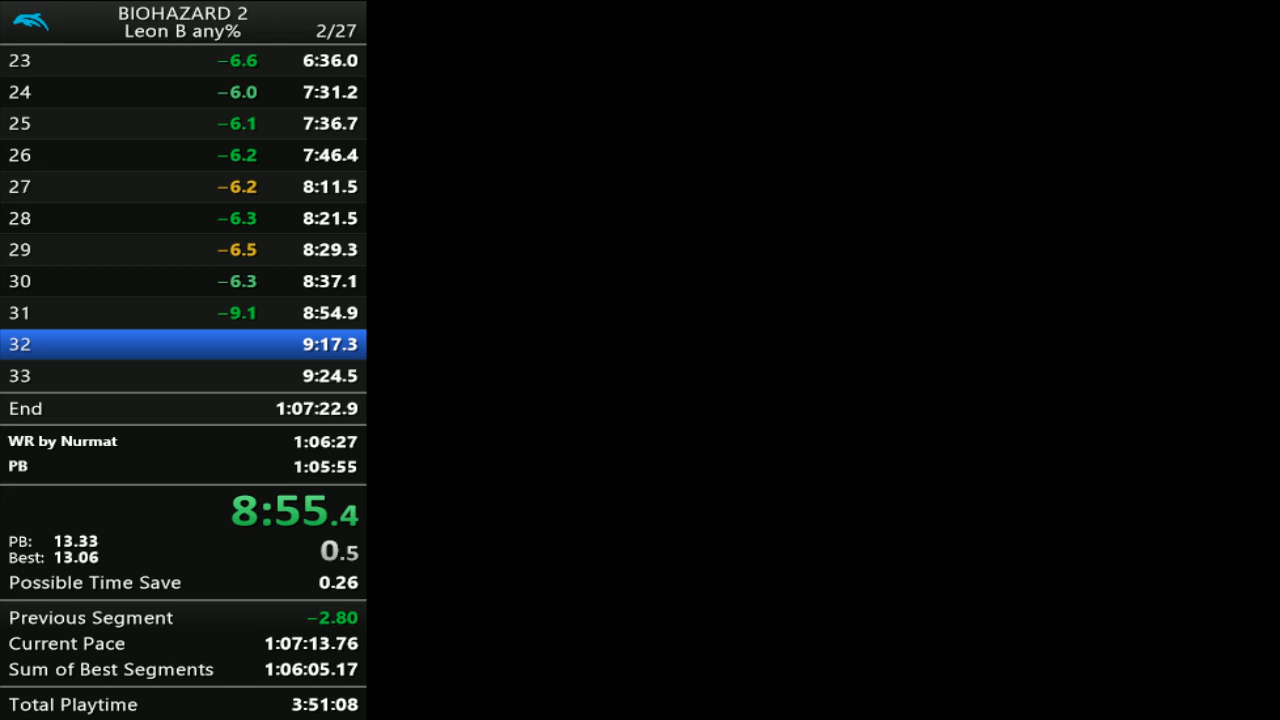 BIOHAZARD 2
Leon B any% 2/27
23 −6.6 6:36.0
24 −6.0 7:31.2
25 −6.1 7:36.7
26 −6.2 7:46.4
27 −6.2 8:11.5
28 −6.3 8:21.5
29 −6.5 8:29.3
30 −6.3 8:37.1
31 −9.1 8:54.9
32 9:17.3
33 9:24.5
End 1:07:22.9
WR by Nurmat 1:06:27
PB 1:05:55
8:55.4
PB: 13.33
Best: 13.06 0.5
Possible Time Save 0.26
Previous Segment −2.80
Current Pace 1:07:13.76
Sum of Best Segments 1:06:05.17
Total Playtime 3:51:08